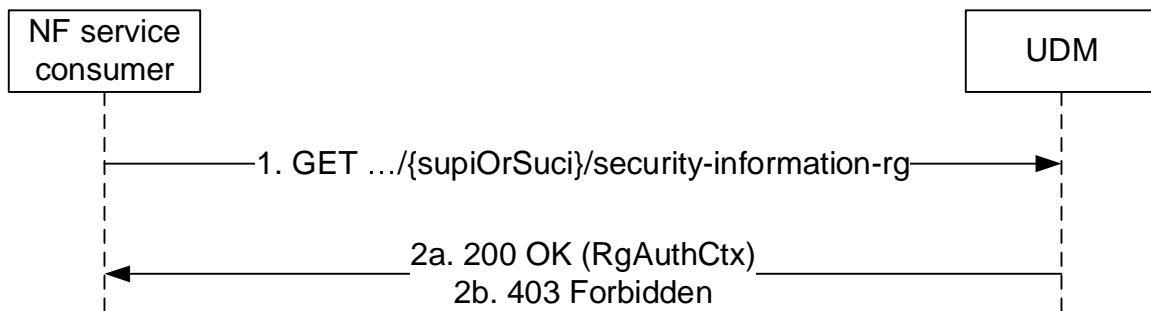 NF service
consumer
UDM
1. GET …/{supiOrSuci}/security-information-rg
2a. 200 OK (RgAuthCtx)
2b. 403 Forbidden